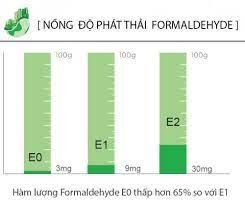 [ NỒNG ĐỘ PHÁT THẢI FORMALDEHYDE ]
100g 100g 100g
E0 E1 E2
3mg 9mg 30mg
Hàm lượng Formaldehyde E0 thấp hơn 65% so với E1